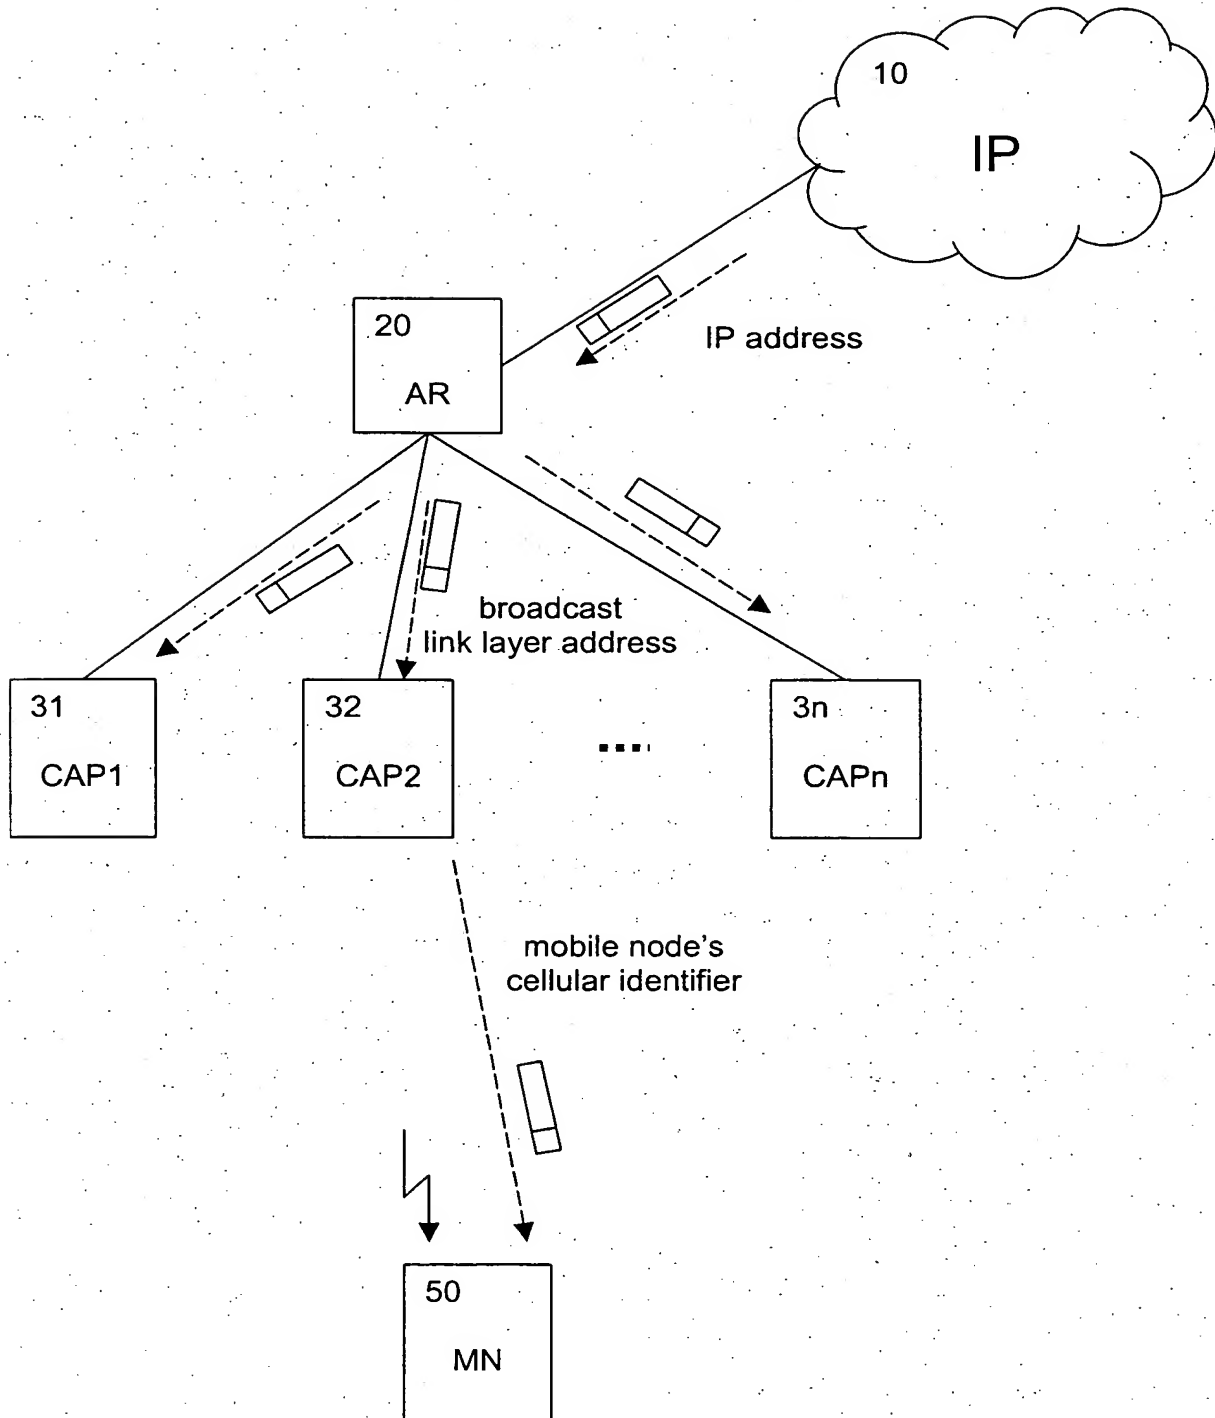 10
IP
IP address
20
AR
broadcast
link layer address
31
CAP1
32
CAP2
3n
CAPn
mobile node's
cellular identifier
50
MN